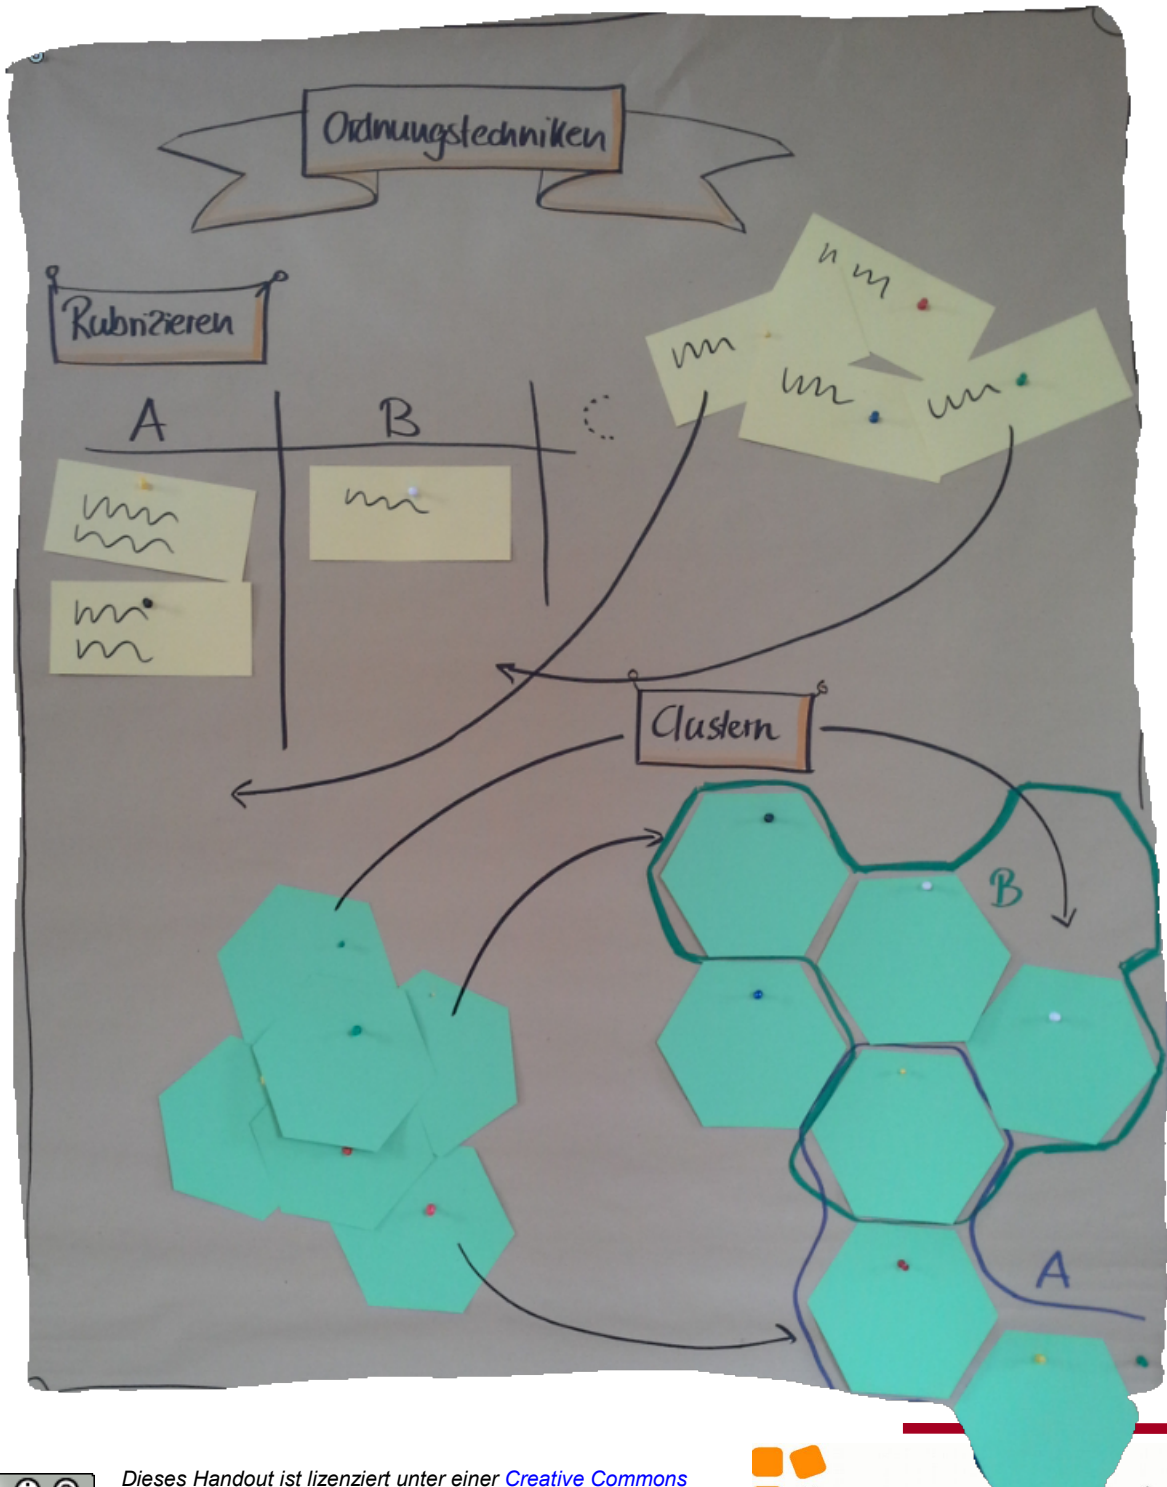 Ordnungstechniken
Rubrizieren
A
B
C
Clustern
B
A
Dieses Handout ist lizenziert unter einer Creative Commons